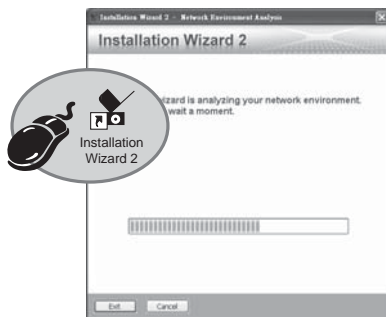 Installation Wizard 2 - Network Environment Analysis
Installation Wizard 2
izard is analyzing your network environment.
wait a moment.
Installation
Wizard 2
Exit
Cancel